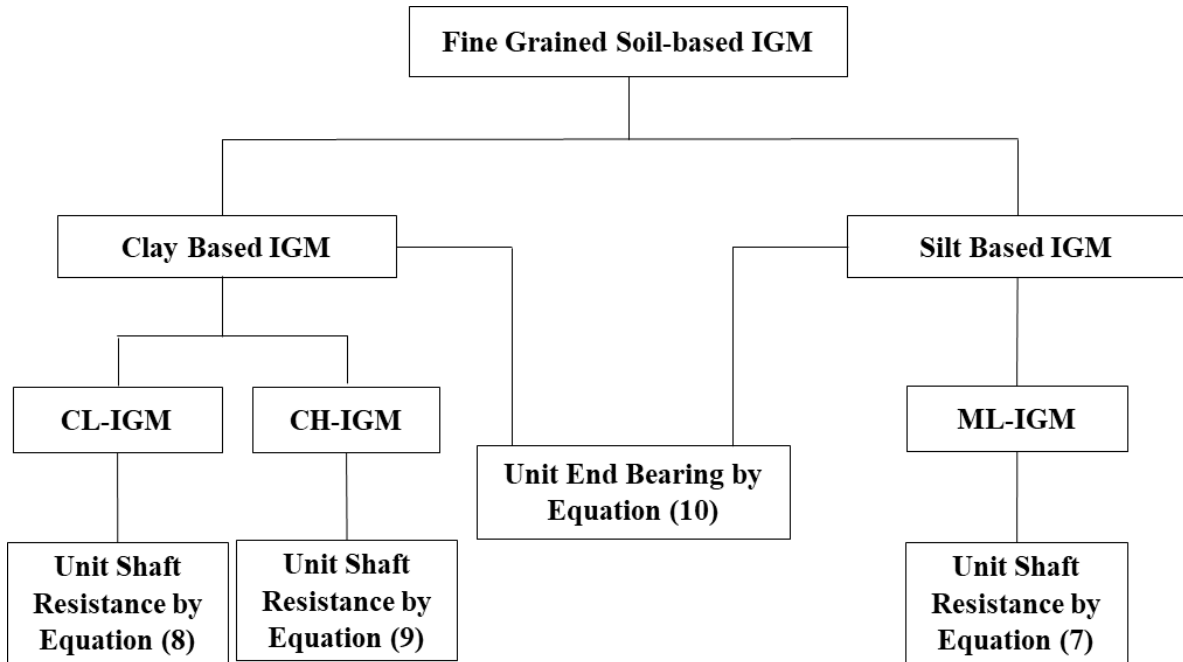 Fine Grained Soil-based IGM
Clay Based IGM
Silt Based IGM
CL-IGM
CH-IGM
ML-IGM
Unit End Bearing by
Equation (10)
Unit Shaft
Resistance by
Equation (8)
Unit Shaft
Resistance by
Equation (9)
Unit Shaft
Resistance by
Equation (7)